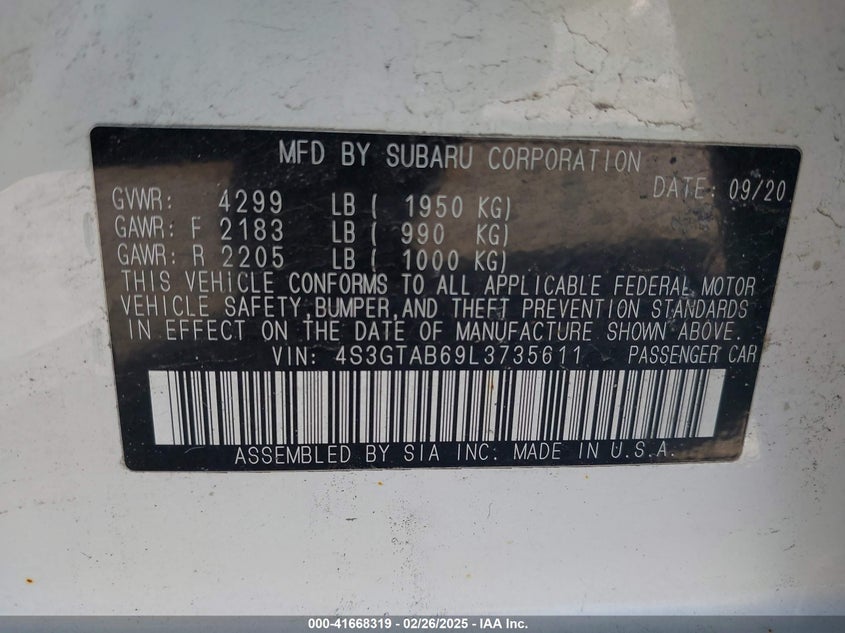 MFD BY SUBARU CORPORATION
DATE: 09/20
GVWR: 4299 LB ( 1950 KG)
GAWR: F 2183 LB ( 990 KG)
GAWR: R 2205 LB ( 1000 KG)
THIS VEHICLE CONFORMS TO ALL APPLICABLE FEDERAL MOTOR
VEHICLE SAFETY,BUMPER,AND THEFT PREVENTION STANDARDS
IN EFFECT ON THE DATE OF MANUFACTURE SHOWN ABOVE.
VIN: 4S3GTAB69L3735611 PASSENGER CAR
ASSEMBLED BY SIA INC. MADE IN U.S.A.
000-41668319 - 02/26/2025 - IAA Inc.